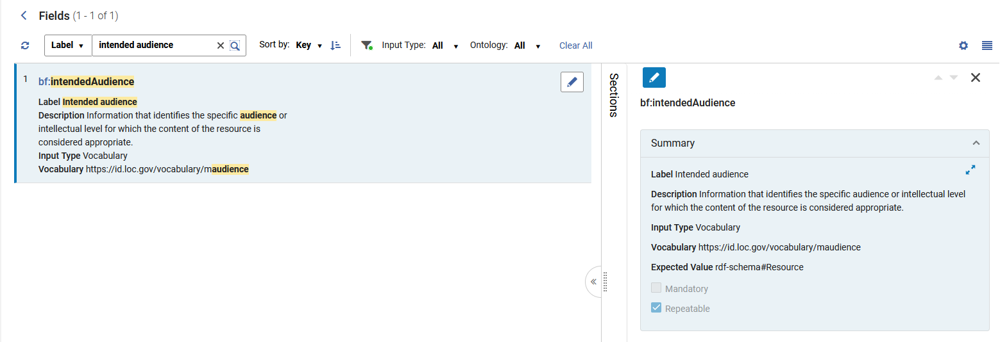 Fields (1 - 1 of 1)
Label intended audience Sort by: Key Input Type: All Ontology: All Clear All
1 bf:intendedAudience
Label Intended audience
Description Information that identifies the specific audience or
intellectual level for which the content of the resource is
considered appropriate.
Input Type Vocabulary
Vocabulary https://id.loc.gov/vocabulary/maudience
Sections
bf:intendedAudience
Summary
Label Intended audience
Description Information that identifies the specific audience or intellectual level
for which the content of the resource is considered appropriate.
Input Type Vocabulary
Vocabulary https://id.loc.gov/vocabulary/maudience
Expected Value rdf-schema#Resource
Mandatory
Repeatable